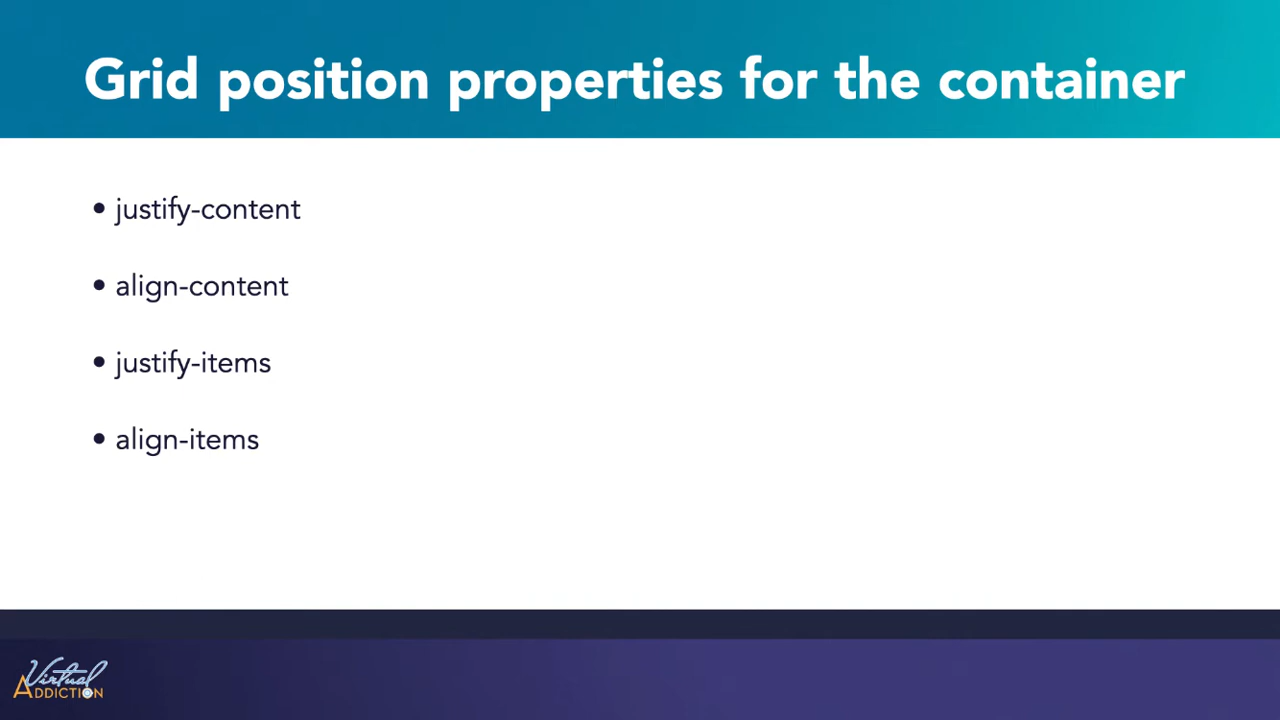 Grid position properties for the container
• justify-content
• align-content
• justify-items
• align-items
Virtual
ADDICTION